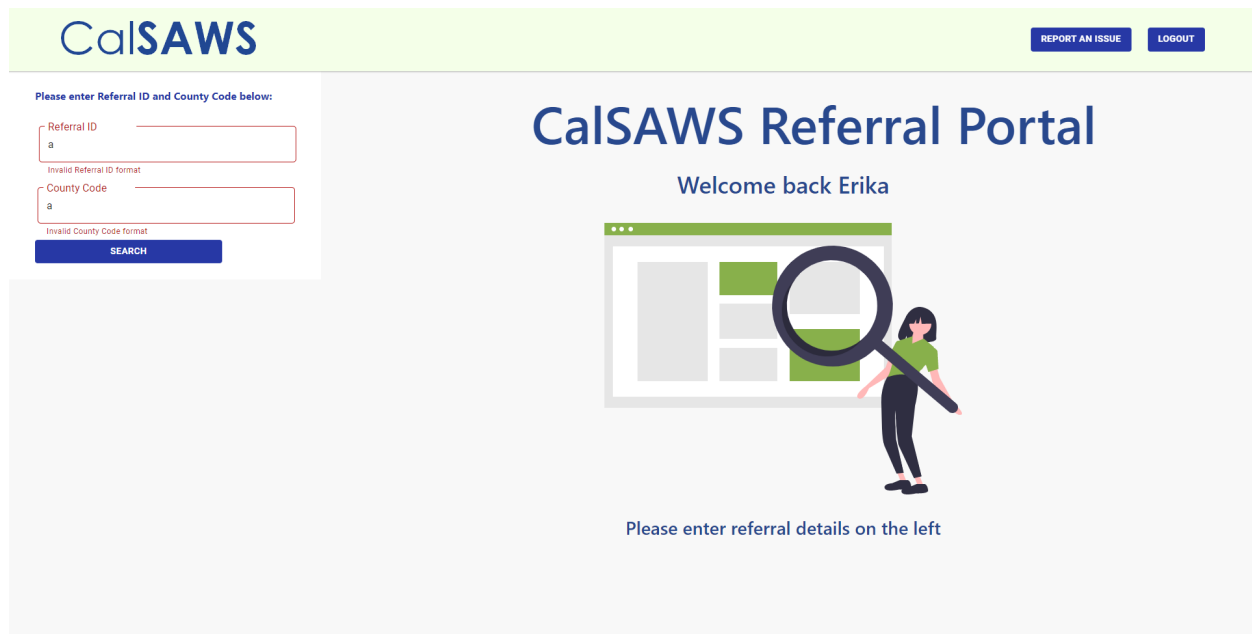 CalSAWS
REPORT AN ISSUE
LOGOUT
Please enter Referral ID and County Code below:
Referral ID
a
Invalid Referral ID format
County Code
a
Invalid County Code format
SEARCH
CalSAWS Referral Portal
Welcome back Erika
Please enter referral details on the left